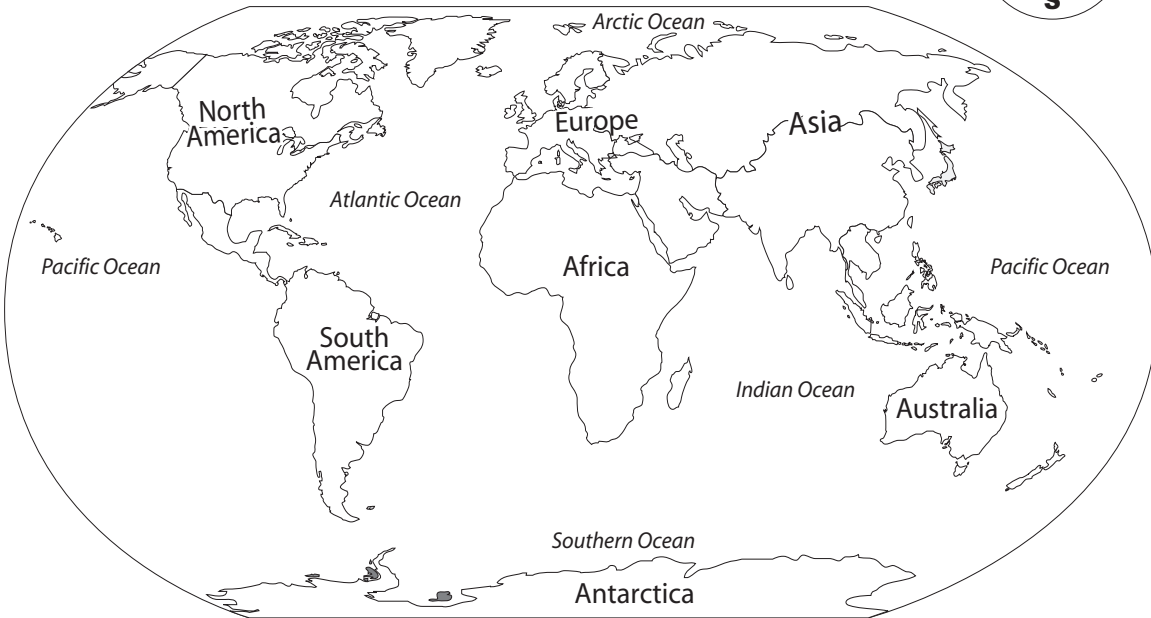 S
Arctic Ocean
North
America
Europe
Asia
Atlantic Ocean
Pacific Ocean
Africa
Pacific Ocean
South
America
Indian Ocean
Australia
Southern Ocean
Antarctica